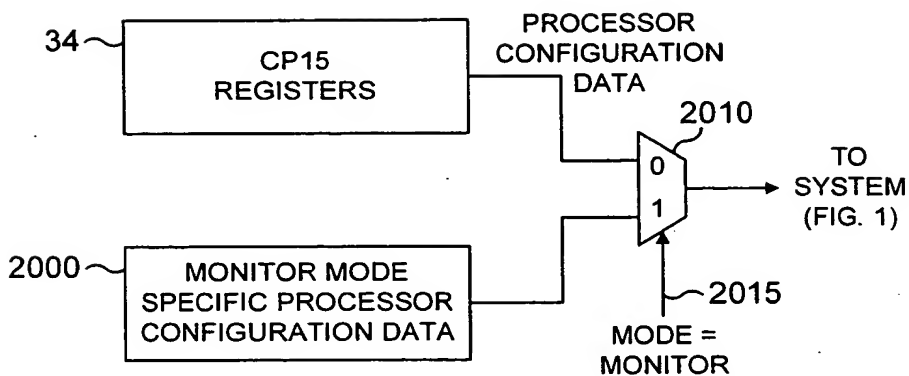 34
CP15
REGISTERS
PROCESSOR
CONFIGURATION
DATA
2010
0
1
TO
SYSTEM
(FIG. 1)
2000
MONITOR MODE
SPECIFIC PROCESSOR
CONFIGURATION DATA
2015
MODE =
MONITOR